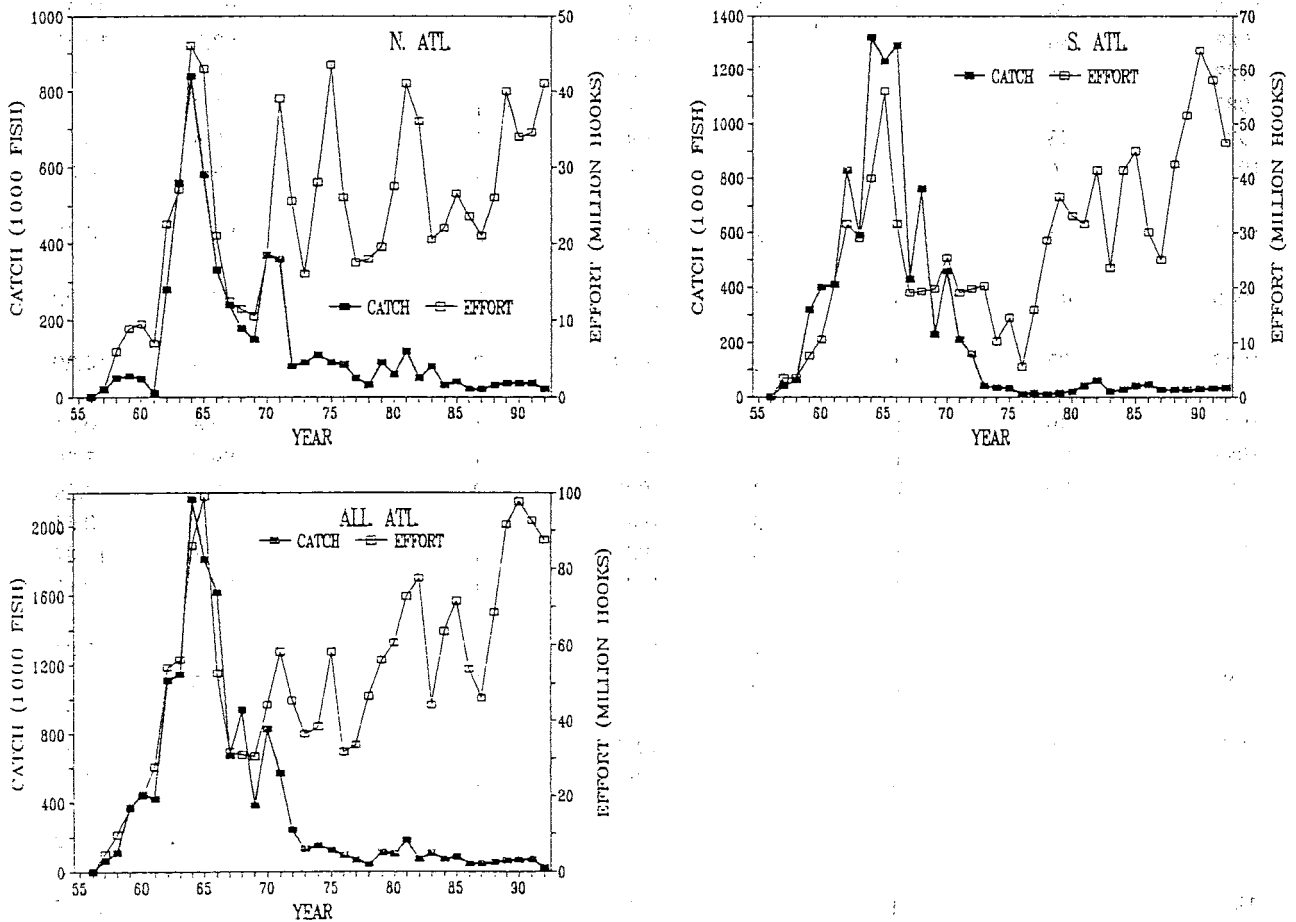 N. ATL
CATCH EFFORT
CATCH (1000 FISH)
1000
800
600
400
200
0
EFFORT (MILLION HOOKS)
50
40
30
20
10
0
55 60 65 70 75 80 85 90
YEAR
S. ATL
CATCH EFFORT
CATCH (1000 FISH)
1400
1200
1000
800
600
400
200
0
EFFORT (MILLION HOOKS)
70
60
50
40
30
20
10
0
55 60 65 70 75 80 85 90
YEAR
ALL ATL
CATCH EFFORT
CATCH (1000 FISH)
2000
1600
1200
800
400
0
EFFORT (MILLION HOOKS)
100
80
60
40
20
0
55 60 65 70 75 80 85 90
YEAR